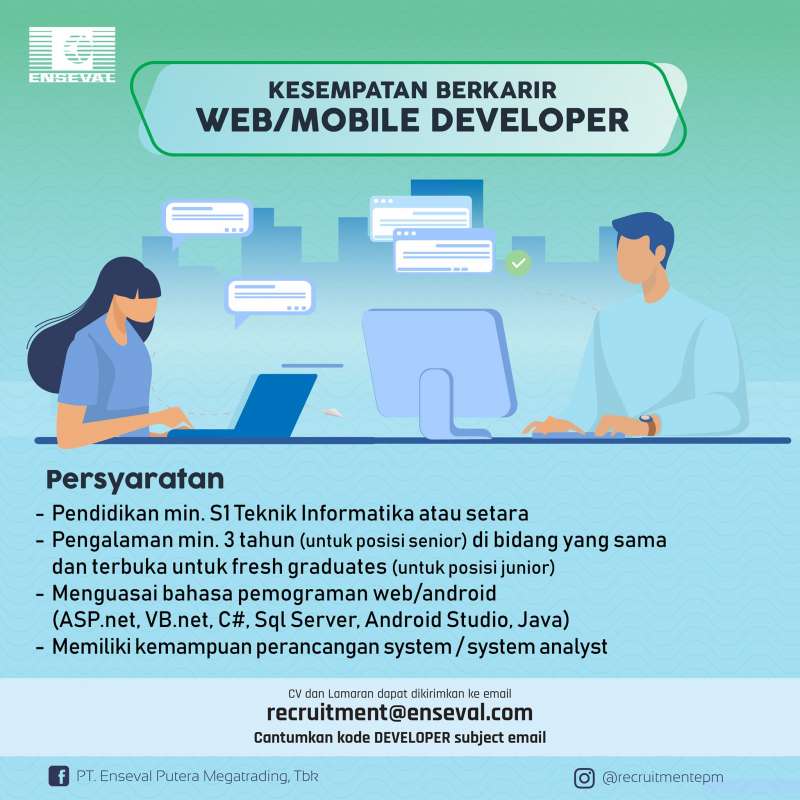 ENSEVAL
KESEMPATAN BERKARIR
WEB/MOBILE DEVELOPER
Persyaratan
- Pendidikan min. S1 Teknik Informatika atau setara
- Pengalaman min. 3 tahun (untuk posisi senior) di bidang yang sama
dan terbuka untuk fresh graduates (untuk posisi junior)
- Menguasai bahasa pemograman web/android
(ASP.net, VB.net, C#, Sql Server, Android Studio, Java)
- Memiliki kemampuan perancangan system / system analyst
CV dan Lamaran dapat dikirimkan ke email
recruitment@enseval.com
Cantumkan kode DEVELOPER subject email
PT. Enseval Putera Megatrading, Tbk
@recruitmentepm